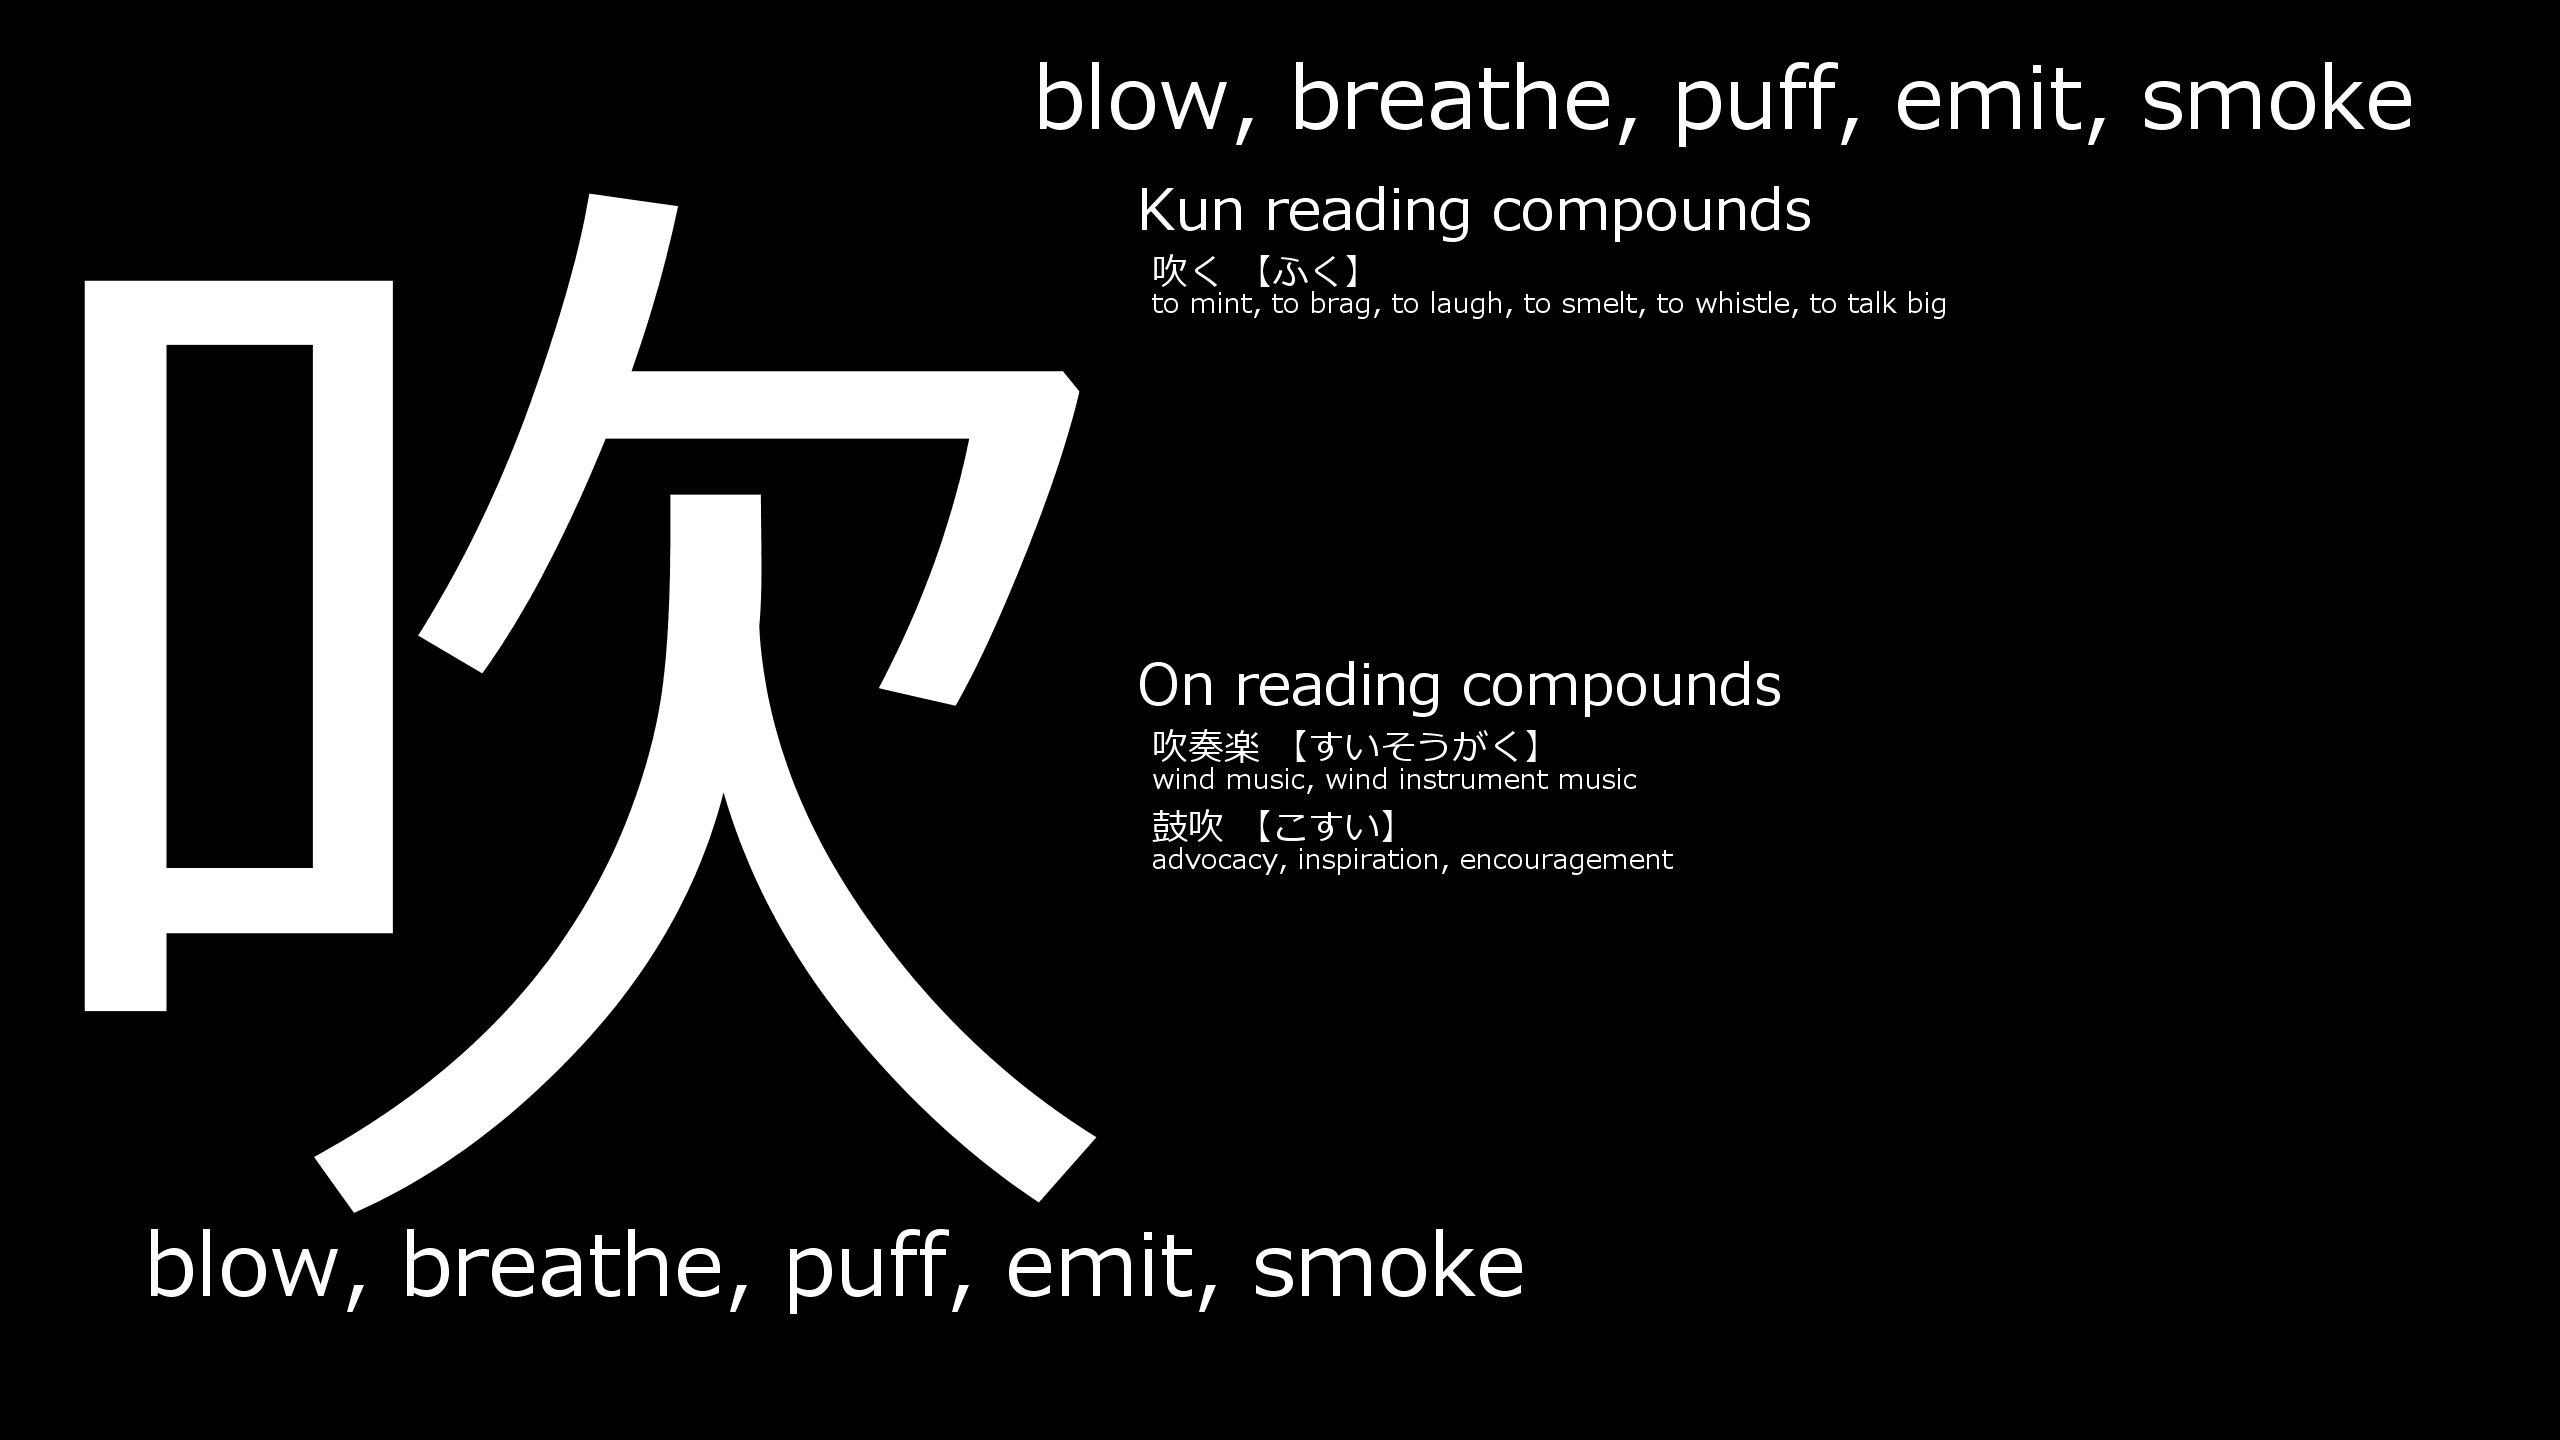 blow, breathe, puff, emit, smoke
吹
Kun reading compounds
吹く 【ふく】
to mint, to brag, to laugh, to smelt, to whistle, to talk big
On reading compounds
吹奏楽 【すいそうがく】
wind music, wind instrument music
鼓吹 【こすい】
advocacy, inspiration, encouragement
blow, breathe, puff, emit, smoke